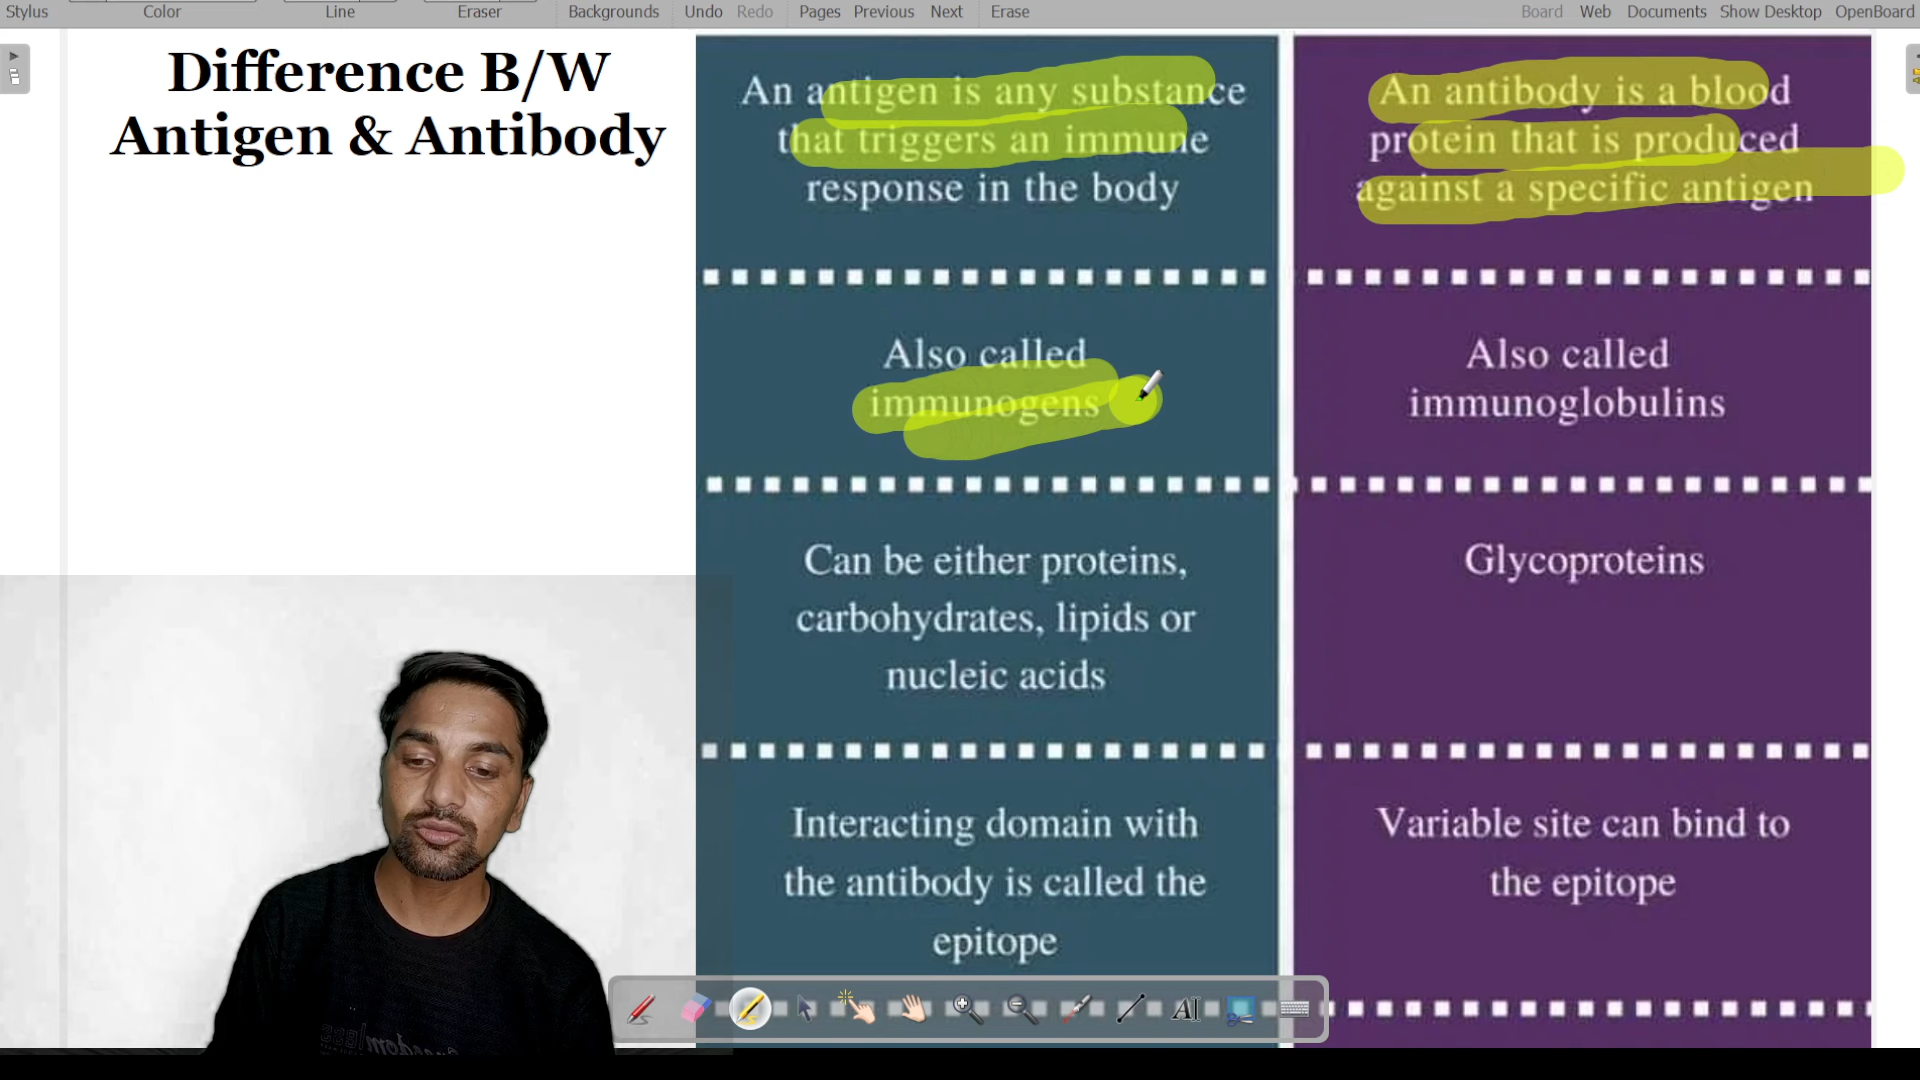 Stylus Color Line Eraser Backgrounds Undo Redo Pages Previous Next Erase Board Web Documents Show Desktop OpenBoard
Difference B/W
Antigen & Antibody
An antigen is any substance
that triggers an immune
response in the body
An antibody is a blood
protein that is produced
against a specific antigen
Also called
immunogens
Also called
immunoglobulins
Can be either proteins,
carbohydrates, lipids or
nucleic acids
Glycoproteins
Interacting domain with
the antibody is called the
epitope
Variable site can bind to
the epitope
AI